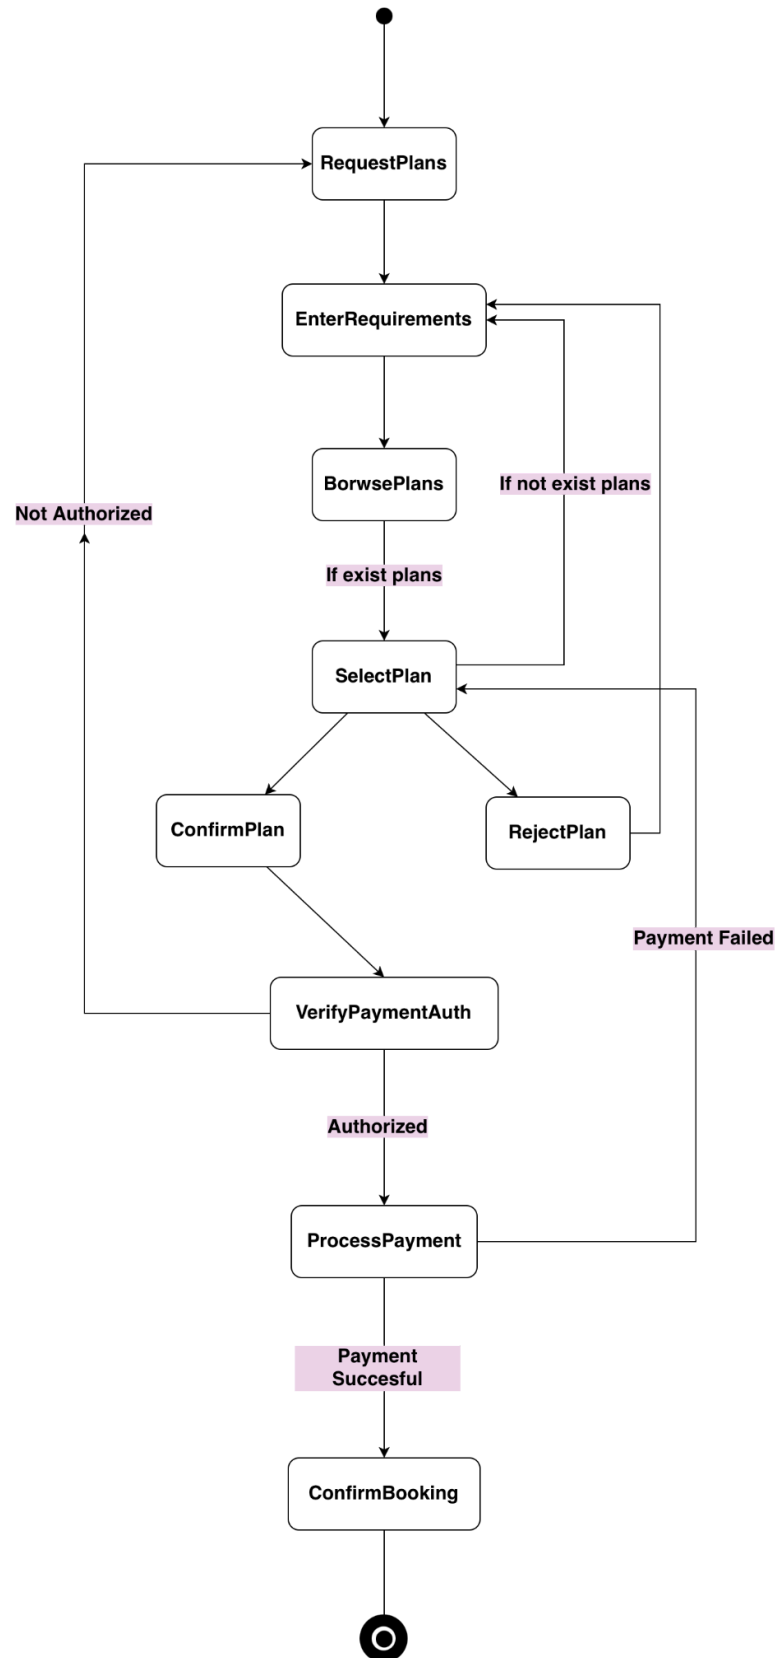 RequestPlans
EnterRequirements
BorwsePlans
If not exist plans
Not Authorized
If exist plans
SelectPlan
ConfirmPlan
RejectPlan
Payment Failed
VerifyPaymentAuth
Authorized
ProcessPayment
Payment
Succesful
ConfirmBooking